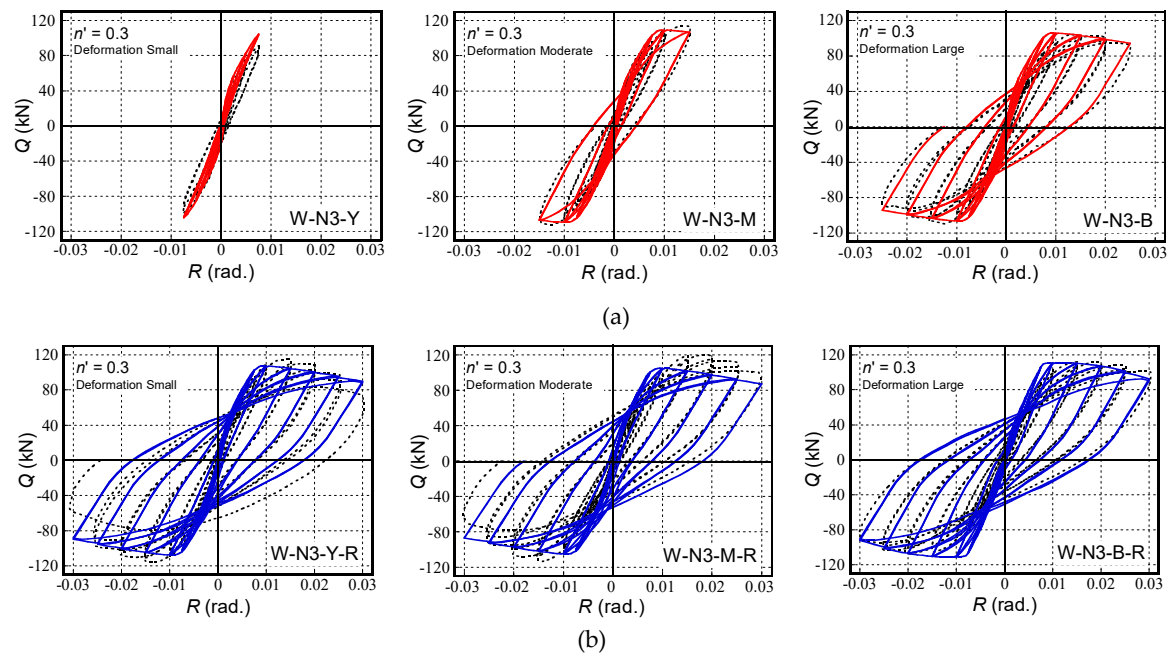 120
80
40
0
-40
-80
-120
Q (kN)
n' = 0.3
Deformation Small
W-N3-Y
-0.03 -0.02 -0.01 0 0.01 0.02 0.03
R (rad.)
120
80
40
0
-40
-80
-120
Q (kN)
n' = 0.3
Deformation Moderate
W-N3-M
-0.03 -0.02 -0.01 0 0.01 0.02 0.03
R (rad.)
120
80
40
0
-40
-80
-120
Q (kN)
n' = 0.3
Deformation Large
W-N3-B
-0.03 -0.02 -0.01 0 0.01 0.02 0.03
R (rad.)
(a)
120
80
40
0
-40
-80
-120
Q (kN)
n' = 0.3
Deformation Small
W-N3-Y-R
-0.03 -0.02 -0.01 0 0.01 0.02 0.03
R (rad.)
120
80
40
0
-40
-80
-120
Q (kN)
n' = 0.3
Deformation Moderate
W-N3-M-R
-0.03 -0.02 -0.01 0 0.01 0.02 0.03
R (rad.)
120
80
40
0
-40
-80
-120
Q (kN)
n' = 0.3
Deformation Large
W-N3-B-R
-0.03 -0.02 -0.01 0 0.01 0.02 0.03
R (rad.)
(b)